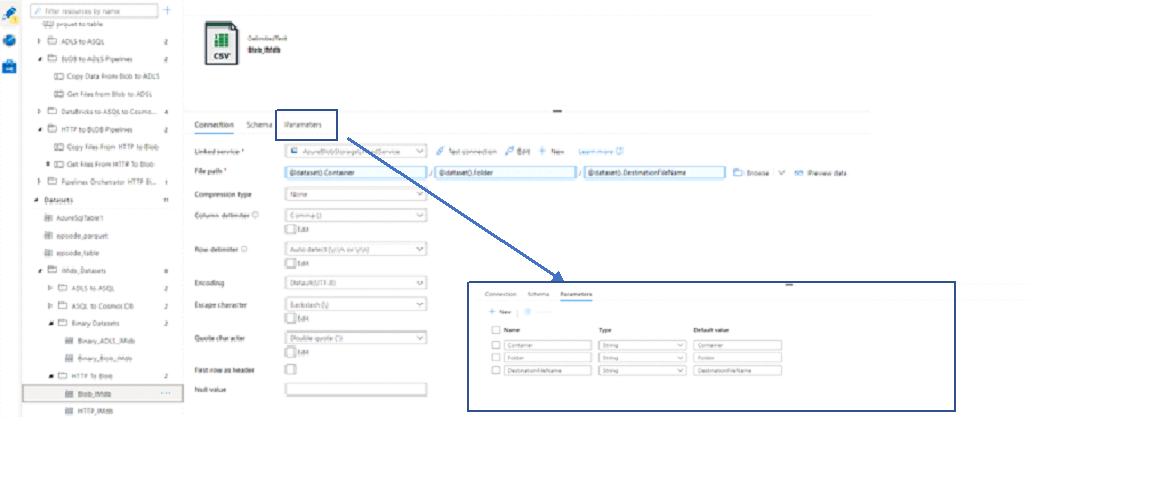 Filter resources by name
prquet to table
ADLS to ASQL 2
BLOB to ADLS Pipelines 2
Copy Data From Blob to ADLS
Get Files from Blob to ADSL
DataBricks to ASQL to Cosmo... 4
HTTP to BLOB Pipelines 2
Copy Files From HTTP To Blob
Get Files From HTTP To Blob
Pipelines Orchestrator HTTP Bl... 
Datasets 11
AzureSqlTable1
epcode_parquet
epcode_table
IMdb_Datasets 8
ADLS to ASQL 2
ASQL to Cosmos DB 2
Binary Datasets 2
Binary_ADLS_IMdb
Binary_Blob_IMdb
HTTP To Blob 2
Blob_IMdb ...
HTTP_IMdb
CSV
DelimitedText
Blob_IMdb
Connection Schema Parameters
Linked service *
Test connection Edit New Learn more
File path * @dataset().Container / @dataset().Folder / @dataset().DestinationFileName Browse Preview data
Compression type None
Column delimiter Comma (,)
Edit
Row delimiter Auto detect (\r,\n, or \r\n)
Edit
Encoding Default(UTF-8)
Escape character Backslash (\)
Edit
Quote character Double quote (")
Edit
First row as header
Null value
Connection Schema Parameters
New
Name Type Default value
Container String Container
Folder String Folder
DestinationFileName String DestinationFileName